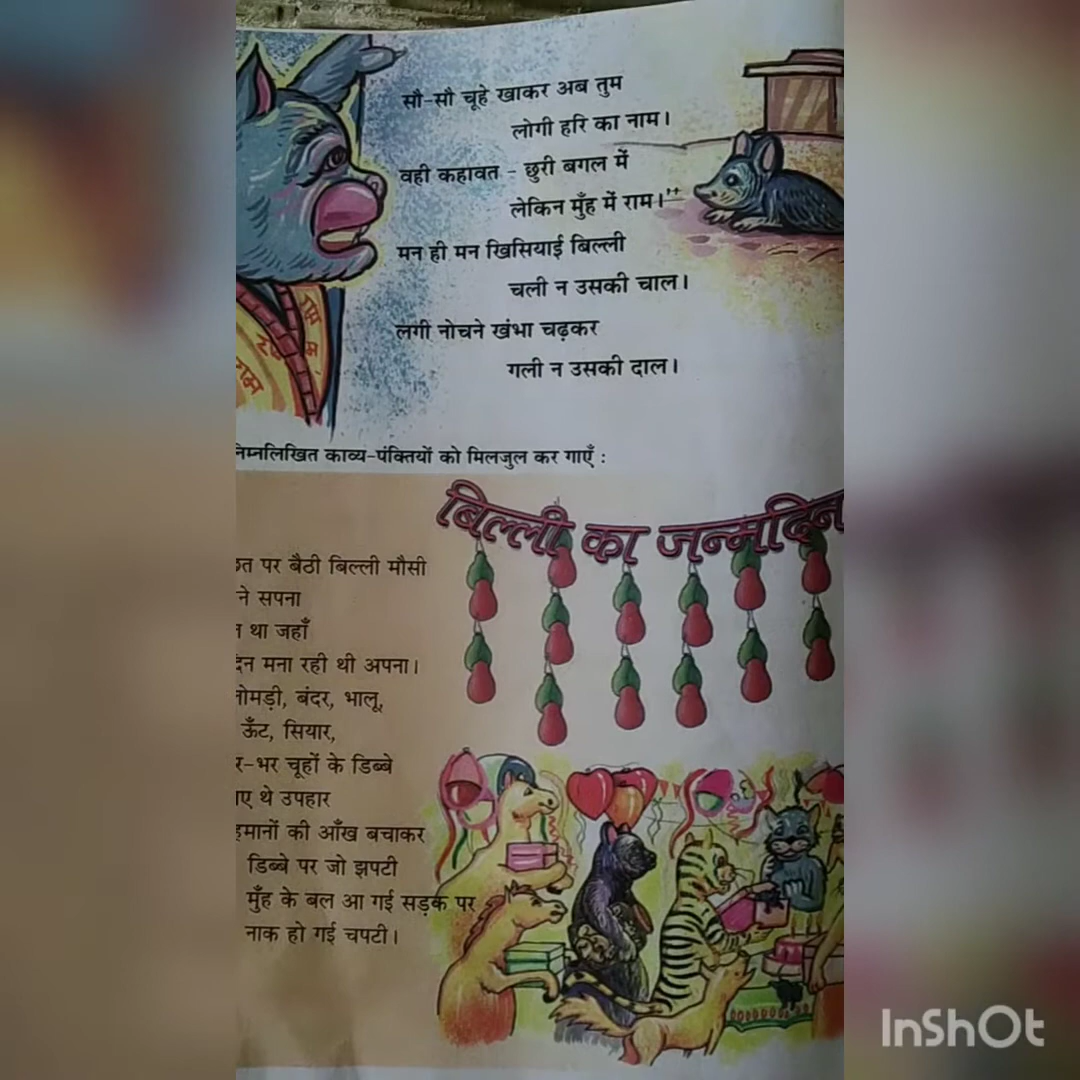 सौ-सौ चूहे खाकर अब तुम
लोगी हरि का नाम।
वही कहावत - छुरी बगल में
लेकिन मुँह में राम।"
मन ही मन खिसियाई बिल्ली
चली न उसकी चाल।
लगी नोचने खंभा चढ़कर
गली न उसकी दाल।
राम
निम्नलिखित काव्य-पंक्तियों को मिलजुल कर गाएँ :
बिल्ली का जन्मदिन
पर बैठी बिल्ली मौसी
ने सपना
था जहाँ
मना रही थी अपना।
बंदर, भालू,
ऊँट, सियार,
चूहों के डिब्बे
थे उपहार
की आँख बचाकर
डिब्बे पर जो झपटी
मुँह के बल आ गई सड़क पर
नाक हो गई चपटी।
InShOt